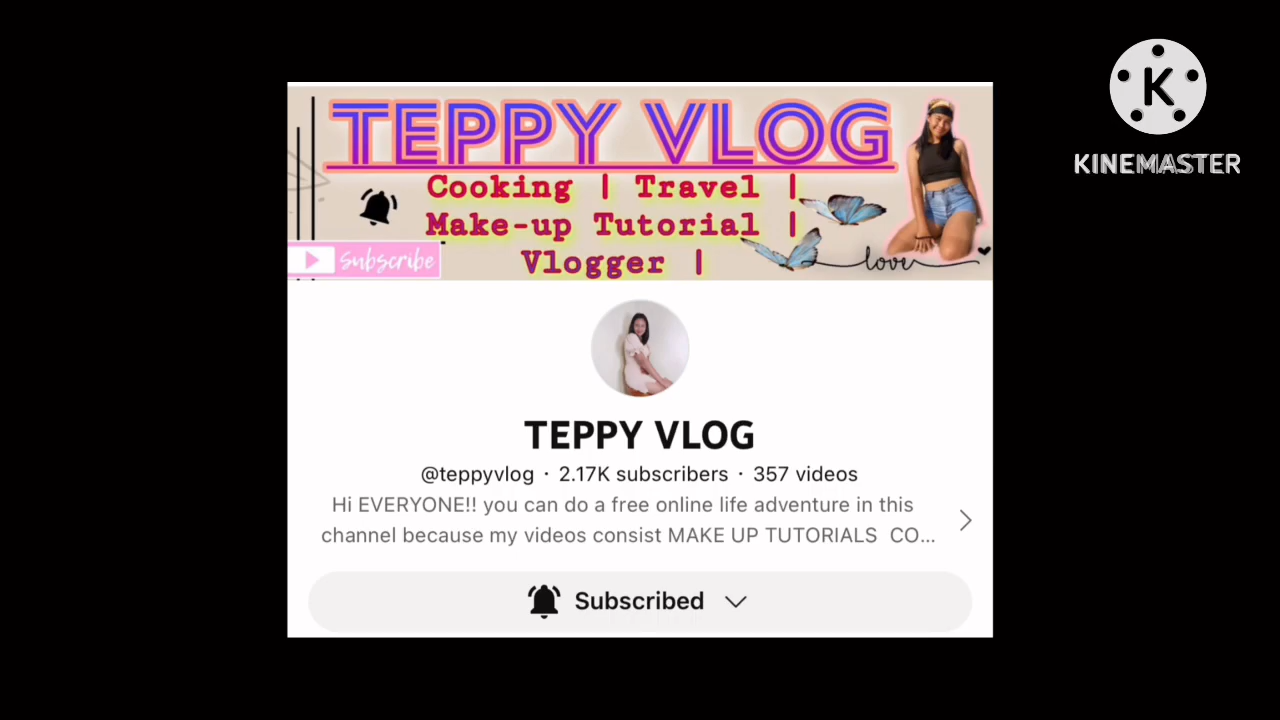 TEPPY VLOG
Cooking | Travel |
Make-up Tutorial |
Vlogger |
Subscribe
love
K
KINEMASTER
TEPPY VLOG
@teppyvlog · 2.17K subscribers · 357 videos
Hi EVERYONE!! you can do a free online life adventure in this
channel because my videos consist MAKE UP TUTORIALS CO...
Subscribed